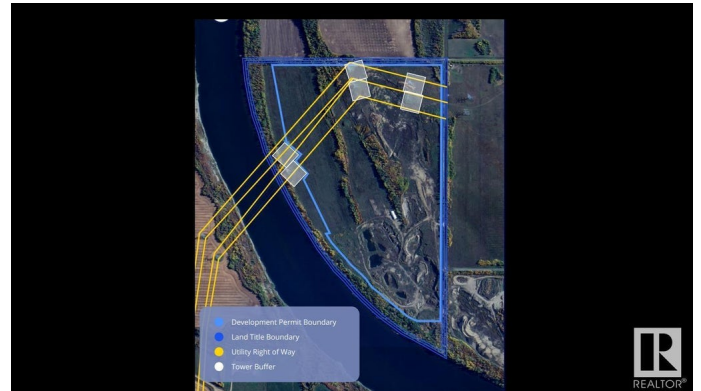 Development Permit Boundary
Land Title Boundary
Utility Right of Way
Tower Buffer
R
REALTOR®